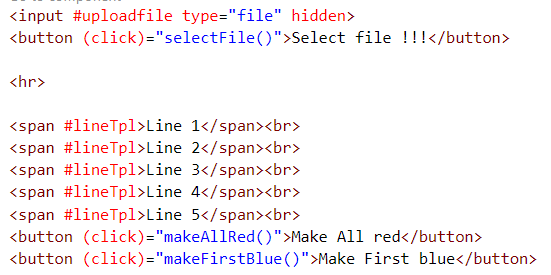 <input #uploadfile type="file" hidden>
<button (click)="selectFile()">Select file !!!</button>
<hr>
<span #lineTpl>Line 1</span><br>
<span #lineTpl>Line 2</span><br>
<span #lineTpl>Line 3</span><br>
<span #lineTpl>Line 4</span><br>
<span #lineTpl>Line 5</span><br>
<button (click)="makeAllRed()">Make All red</button>
<button (click)="makeFirstBlue()">Make First blue</button>